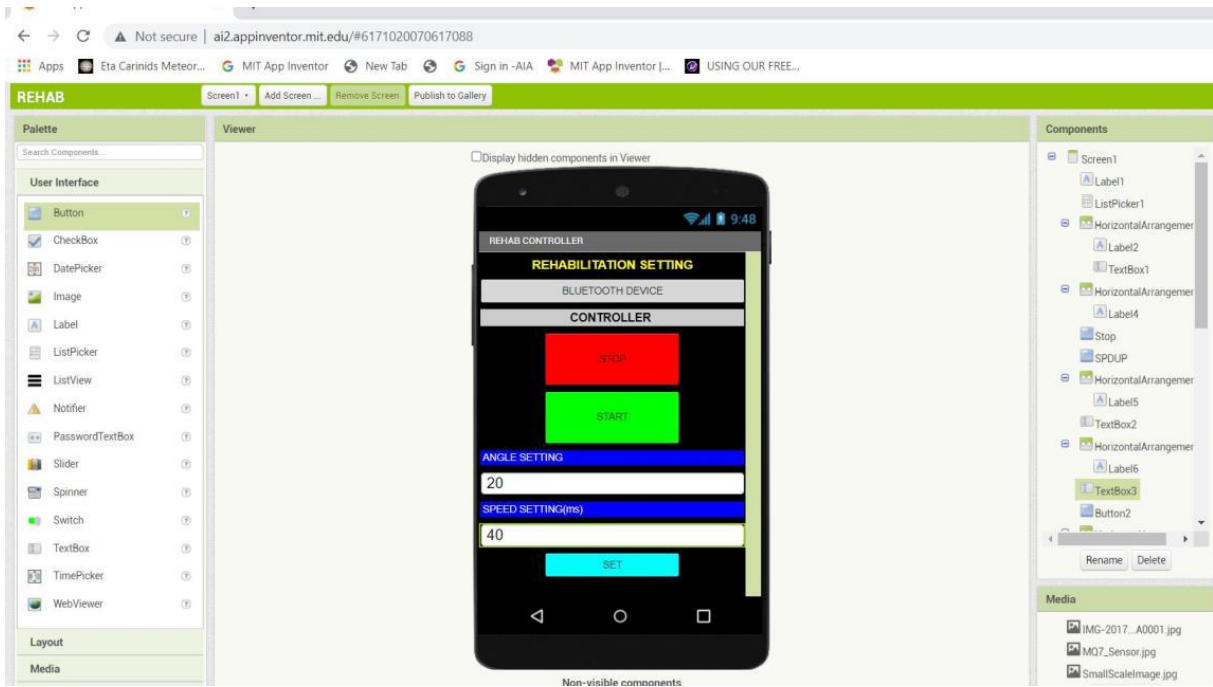 Not secure | ai2.appinventor.mit.edu/#6171020070617088
Apps Eta Carinids Meteor... MIT App Inventor New Tab Sign in -AIA MIT App Inventor |... USING OUR FREE...
REHAB Screen1 Add Screen ... Remove Screen Publish to Gallery
Palette
Search Components...
User Interface
Button
CheckBox
DatePicker
Image
Label
ListPicker
ListView
Notifier
PasswordTextBox
Slider
Spinner
Switch
TextBox
TimePicker
WebViewer
Layout
Media
Viewer
Display hidden components in Viewer
9:48
REHAB CONTROLLER
REHABILITATION SETTING
BLUETOOTH DEVICE
CONTROLLER
STOP
START
ANGLE SETTING
20
SPEED SETTING(ms)
40
SET
Non-visible components
Components
Screen1
Label1
ListPicker1
HorizontalArrangemer
Label2
TextBox1
HorizontalArrangemer
Label4
Stop
SPDUP
HorizontalArrangemer
Label5
TextBox2
HorizontalArrangemer
Label6
TextBox3
Button2
Rename Delete
Media
IMG-2017...A0001.jpg
MQ7_Sensor.jpg
SmallScaleImage.jpg